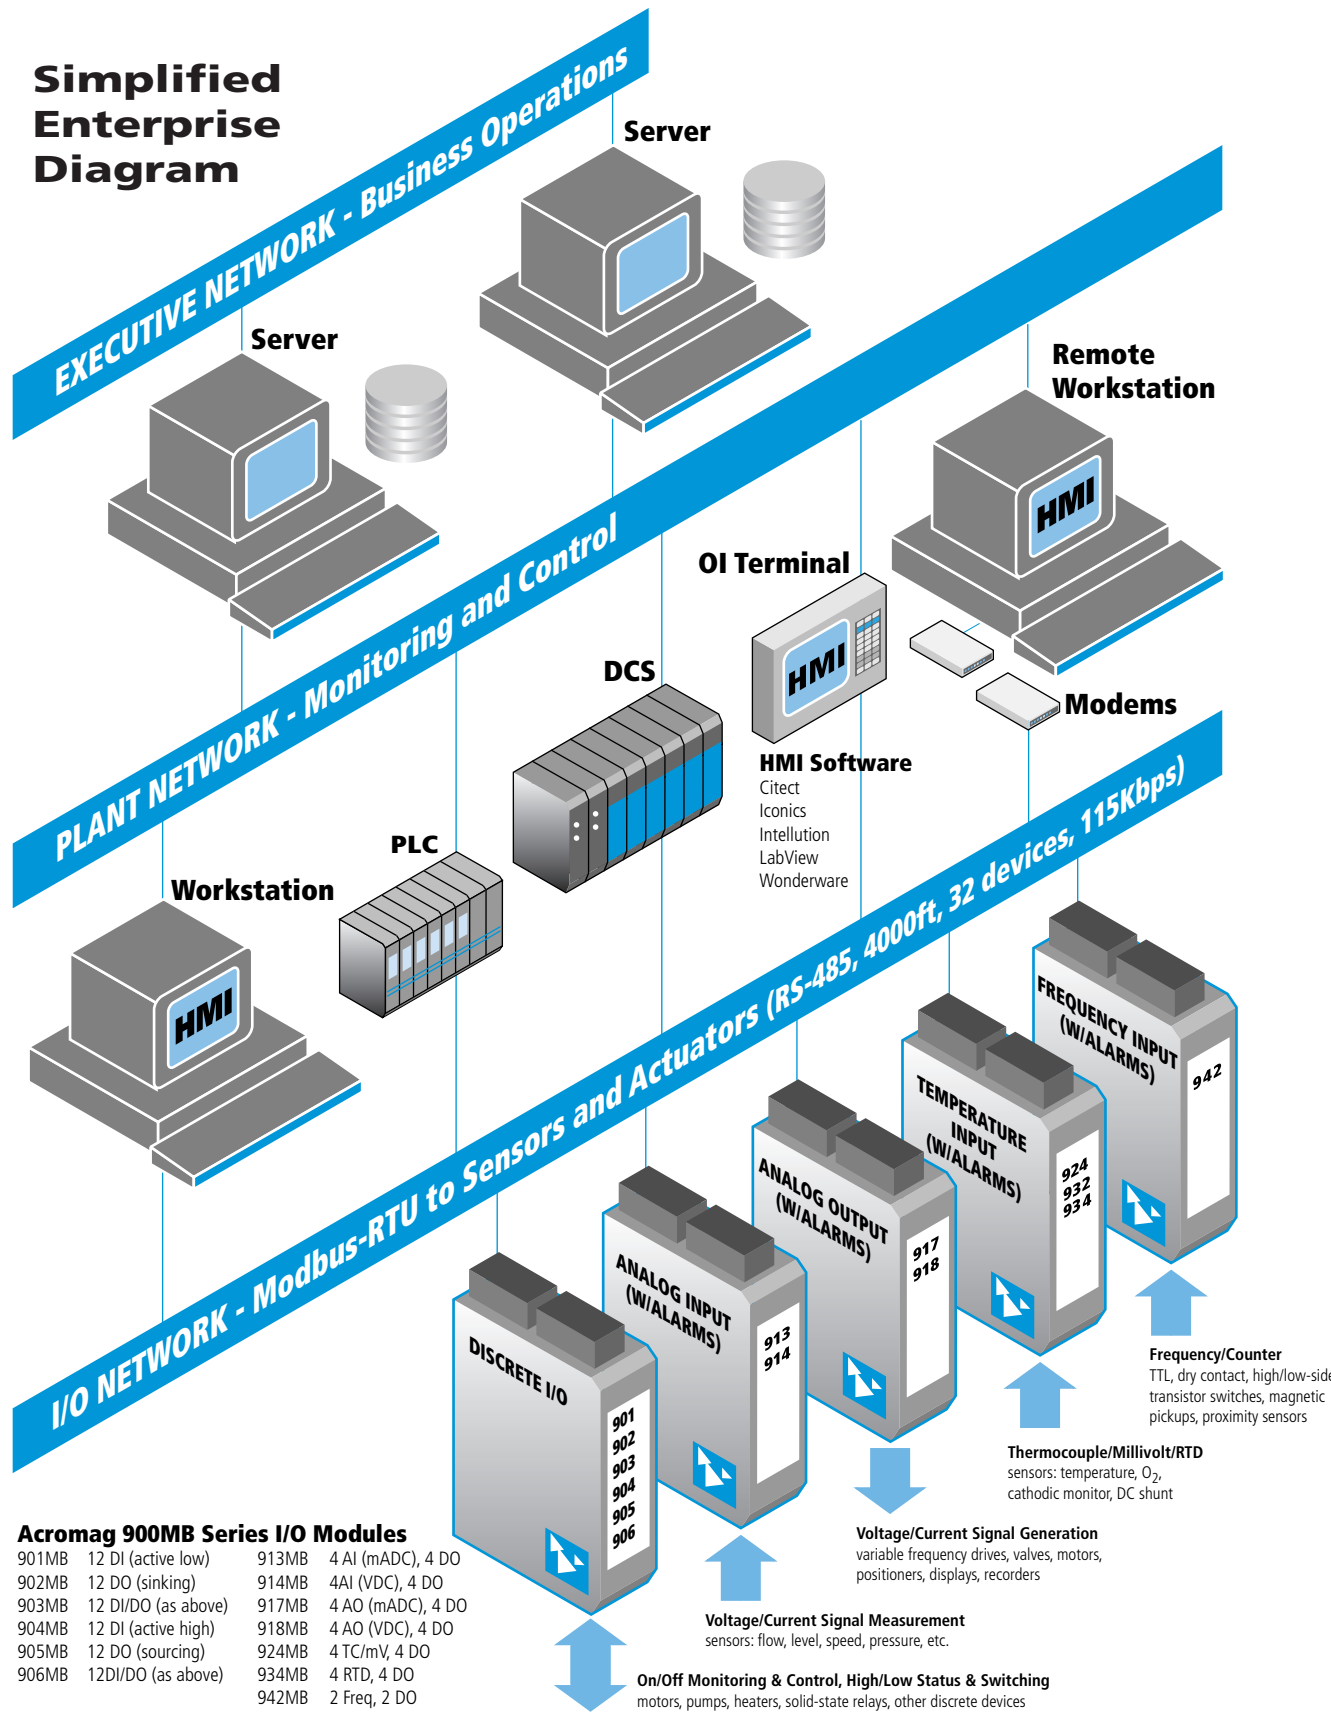 Simplified
Enterprise
Diagram
EXECUTIVE NETWORK - Business Operations
Server
Server
Remote
Workstation
HMI
PLANT NETWORK - Monitoring and Control
OI Terminal
HMI
DCS
Modems
HMI Software
Citect
Iconics
Intellution
LabView
Wonderware
PLC
Workstation
HMI
I/O NETWORK - Modbus-RTU to Sensors and Actuators (RS-485, 4000ft, 32 devices, 115Kbps)
FREQUENCY INPUT
(W/ALARMS)
942
TEMPERATURE
INPUT
(W/ALARMS)
924
932
934
ANALOG OUTPUT
(W/ALARMS)
917
918
ANALOG INPUT
(W/ALARMS)
913
914
DISCRETE I/O
901
902
903
904
905
906
Frequency/Counter
TTL, dry contact, high/low-side
transistor switches, magnetic
pickups, proximity sensors
Thermocouple/Millivolt/RTD
sensors: temperature, O2,
cathodic monitor, DC shunt
Voltage/Current Signal Generation
variable frequency drives, valves, motors,
positioners, displays, recorders
Voltage/Current Signal Measurement
sensors: flow, level, speed, pressure, etc.
On/Off Monitoring & Control, High/Low Status & Switching
motors, pumps, heaters, solid-state relays, other discrete devices
Acromag 900MB Series I/O Modules
901MB 12 DI (active low)
902MB 12 DO (sinking)
903MB 12 DI/DO (as above)
904MB 12 DI (active high)
905MB 12 DO (sourcing)
906MB 12DI/DO (as above)
913MB 4 AI (mADC), 4 DO
914MB 4AI (VDC), 4 DO
917MB 4 AO (mADC), 4 DO
918MB 4 AO (VDC), 4 DO
924MB 4 TC/mV, 4 DO
934MB 4 RTD, 4 DO
942MB 2 Freq, 2 DO